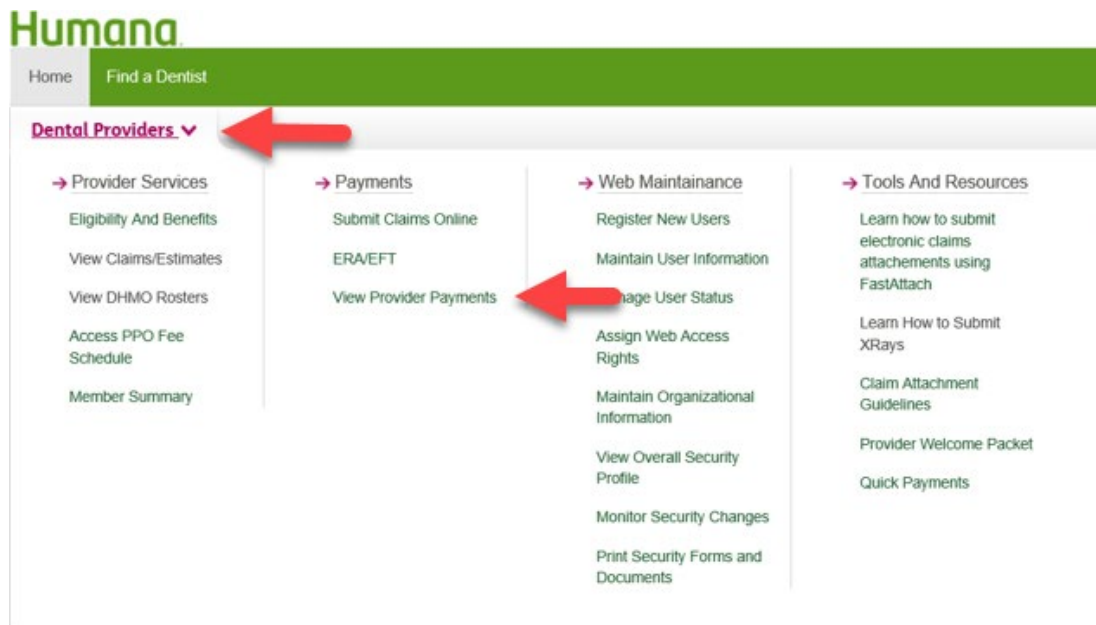 Humana
Home
Find a Dentist
Dental Providers
Provider Services
Eligibility And Benefits
View Claims/Estimates
View DHMO Rosters
Access PPO Fee
Schedule
Member Summary
Payments
Submit Claims Online
ERA/EFT
View Provider Payments
Web Maintainance
Register New Users
Maintain User Information
User Status
Assign Web Access
Rights
Maintain Organizational
Information
View Overall Security
Profile
Monitor Security Changes
Print Security Forms and
Documents
Tools And Resources
Learn how to submit
electronic claims
attachements using
FastAttach
Learn How to Submit
XRays
Claim Attachment
Guidelines
Provider Welcome Packet
Quick Payments